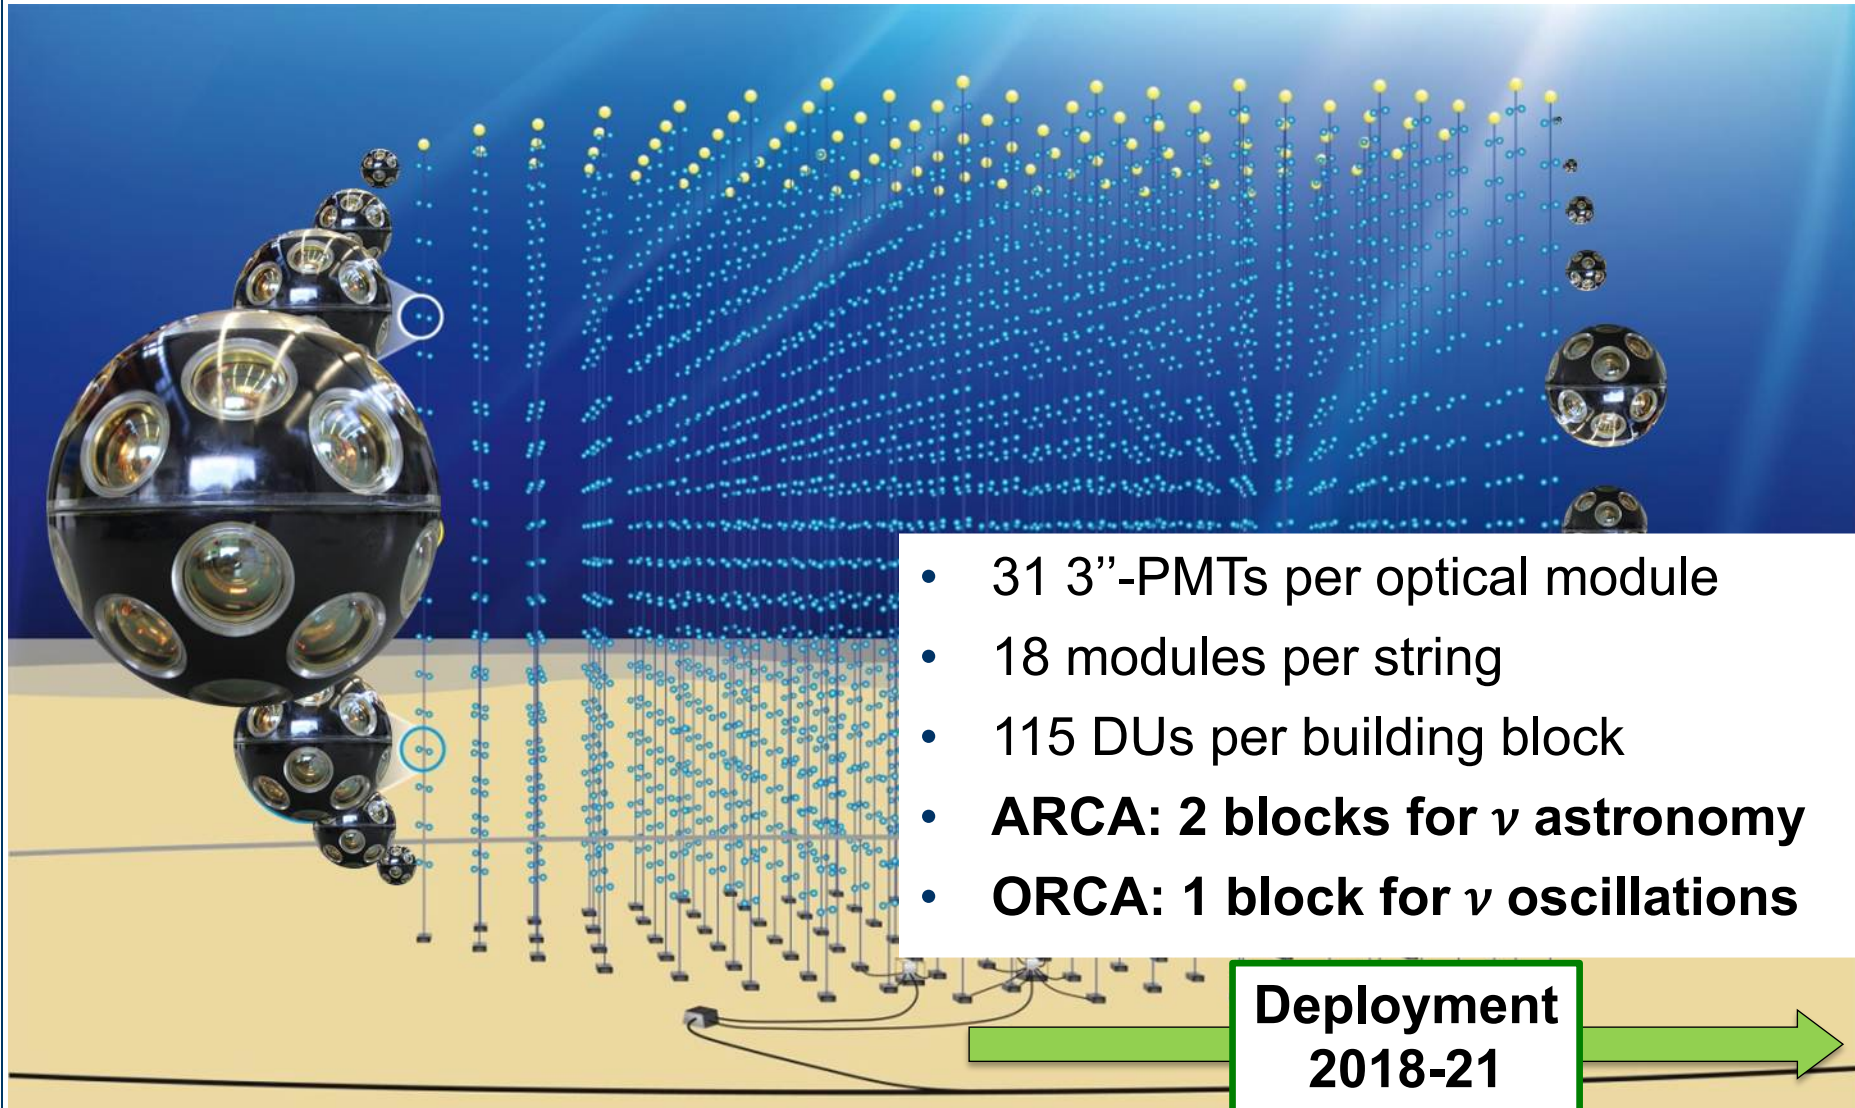 • 31 3’’-PMTs per optical module
• 18 modules per string
• 115 DUs per building block
• ARCA: 2 blocks for ν astronomy
• ORCA: 1 block for ν oscillations
Deployment
2018-21